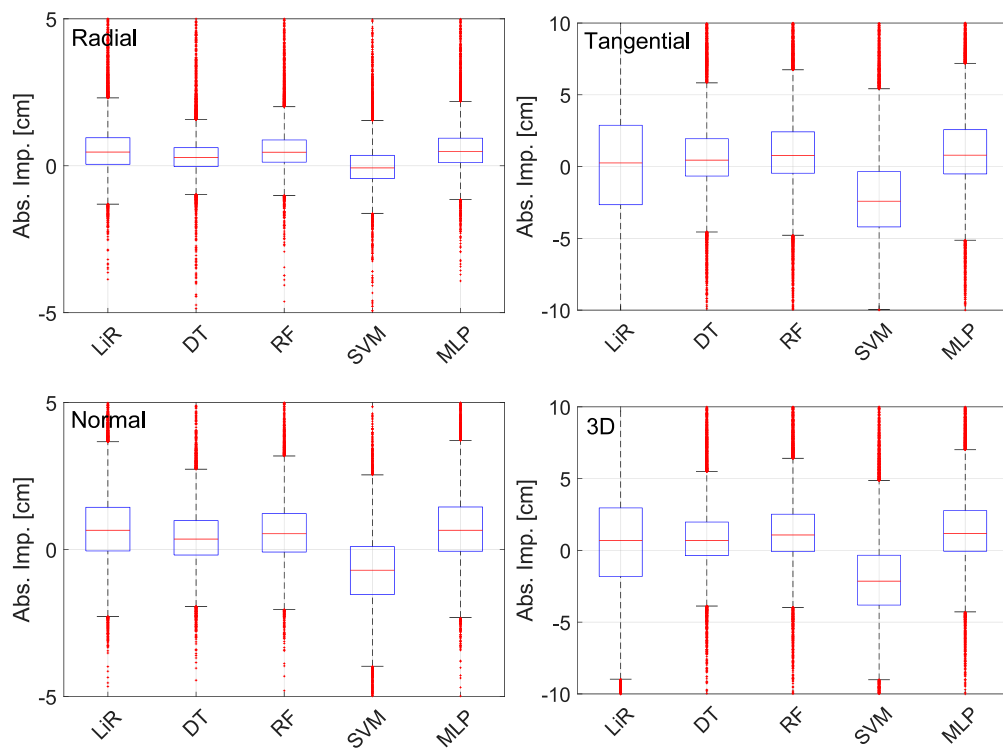 Radial
Abs. Imp. [cm]
5
0
-5
LiR DT RF SVM MLP
Tangential
Abs. Imp. [cm]
10
5
0
-5
-10
LiR DT RF SVM MLP
Normal
Abs. Imp. [cm]
5
0
-5
LiR DT RF SVM MLP
3D
Abs. Imp. [cm]
10
5
0
-5
-10
LiR DT RF SVM MLP